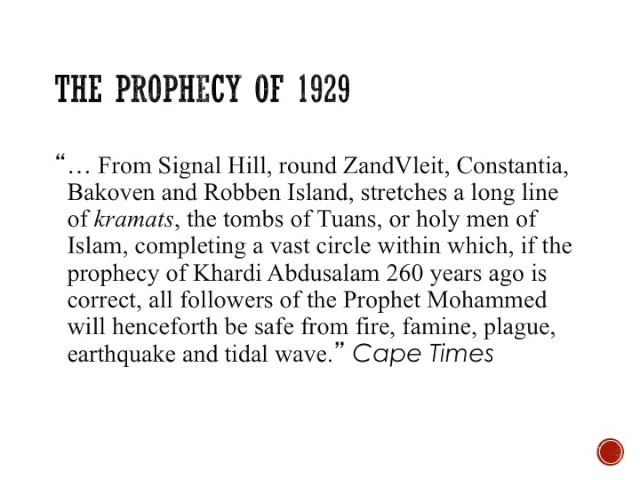 THE PROPHECY OF 1929
“… From Signal Hill, round ZandVleit, Constantia,
Bakoven and Robben Island, stretches a long line
of kramats, the tombs of Tuans, or holy men of
Islam, completing a vast circle within which, if the
prophecy of Khardi Abdusalam 260 years ago is
correct, all followers of the Prophet Mohammed
will henceforth be safe from fire, famine, plague,
earthquake and tidal wave.” Cape Times